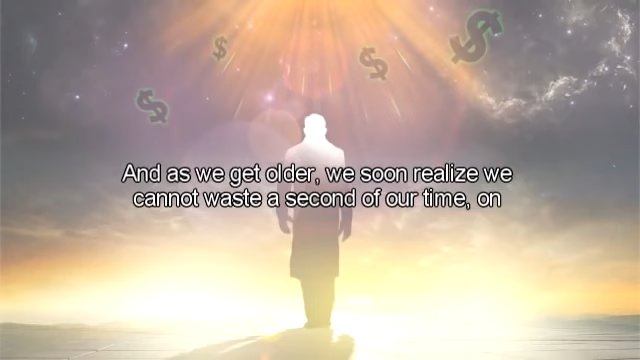 And as we get older, we soon realize we
cannot waste a second of our time, on